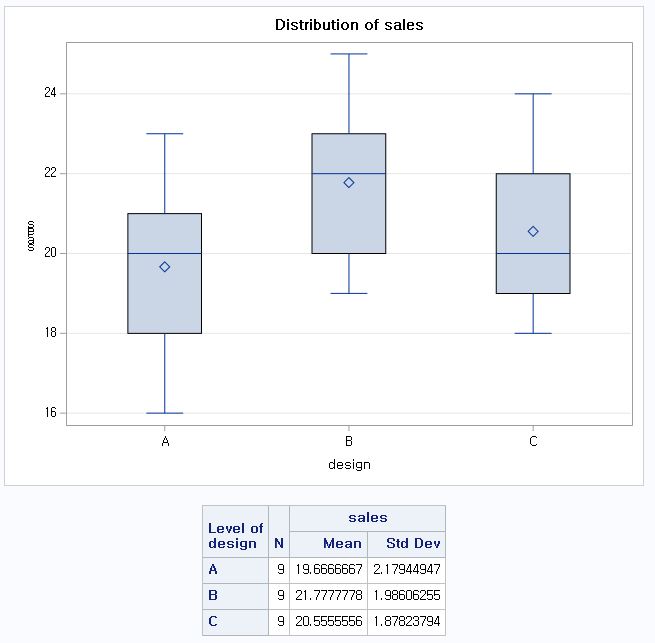 Distribution of sales
24
22
20
18
16
A B C
design
sales
Level of design N Mean Std Dev
A 9 19.6666667 2.17944947
B 9 21.7777778 1.98606255
C 9 20.5555556 1.87823794